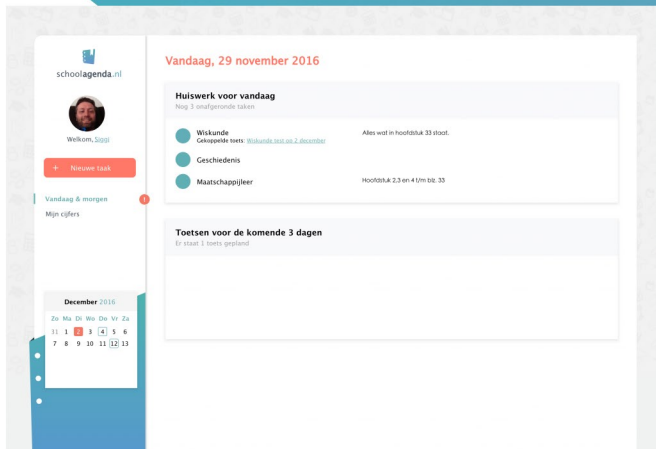 schoolagenda.nl
Welkom, Siggi
+ Nieuwe taak
Vandaag & morgen !
Mijn cijfers
December 2016
Zo Ma Di Wo Do Vr Za
31 1 2 3 4 5 6
7 8 9 10 11 12 13
Vandaag, 29 november 2016
Huiswerk voor vandaag
Nog 3 onafgeronde taken
Wiskunde Alles wat in hoofdstuk 33 staat.
Gekoppelde toets: Wiskunde test op 2 december
Geschiedenis
Maatschappijleer Hoofdstuk 2,3 en 4 t/m blz. 33
Toetsen voor de komende 3 dagen
Er staat 1 toets gepland